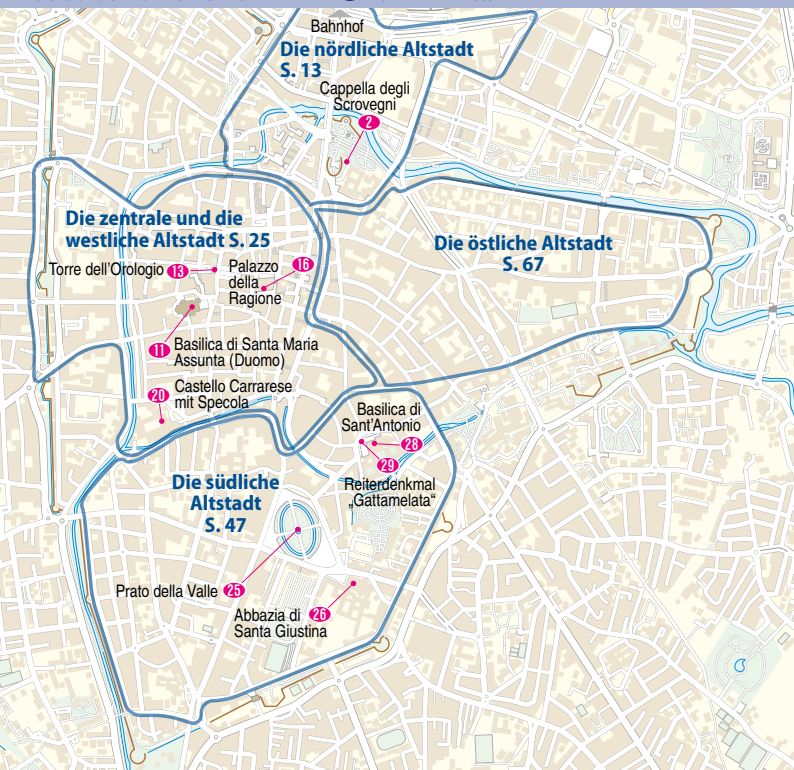 Bahnhof
Die nördliche Altstadt
S. 13
Cappella degli
Scrovegni
2
Die zentrale und die
westliche Altstadt S. 25
Torre dell'Orologio 13
Palazzo
della
Ragione
16
11 Basilica di Santa Maria
Assunta (Duomo)
20 Castello Carrarese
mit Specola
Die östliche Altstadt
S. 67
Basilica di
Sant'Antonio
28
29
Reiterdenkmal
„Gattamelata“
Die südliche
Altstadt
S. 47
Prato della Valle 25
Abbazia di 26
Santa Giustina